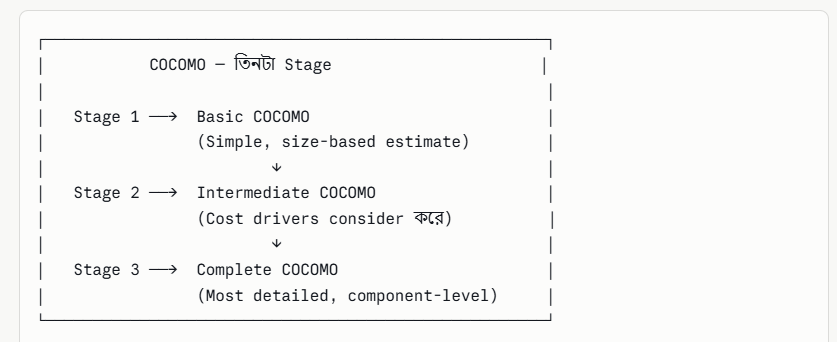 COCOMO — তিনটা Stage
Stage 1 ──→ Basic COCOMO
(Simple, size-based estimate)
↓
Stage 2 ──→ Intermediate COCOMO
(Cost drivers consider করে)
↓
Stage 3 ──→ Complete COCOMO
(Most detailed, component-level)